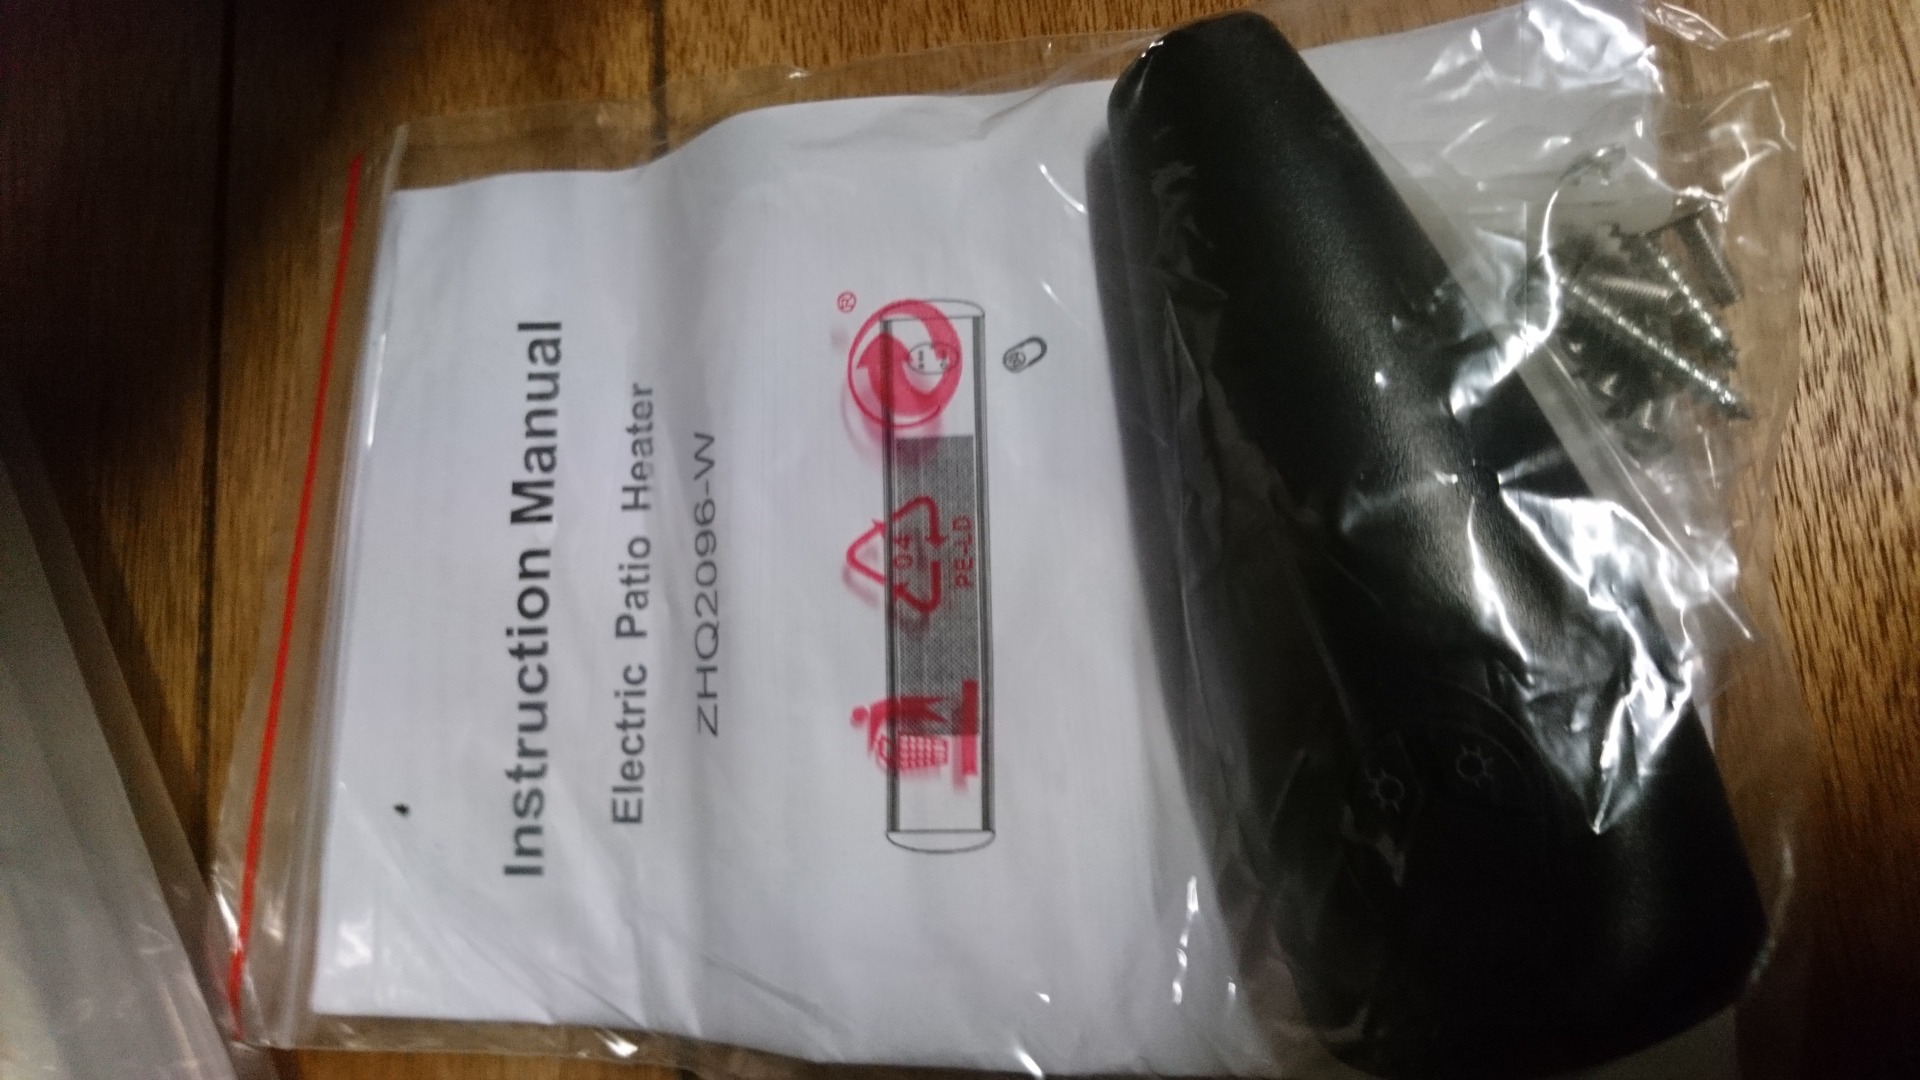 Instruction Manual
Electric Patio Heater
ZHQ2096-W
®
04
PE-LD